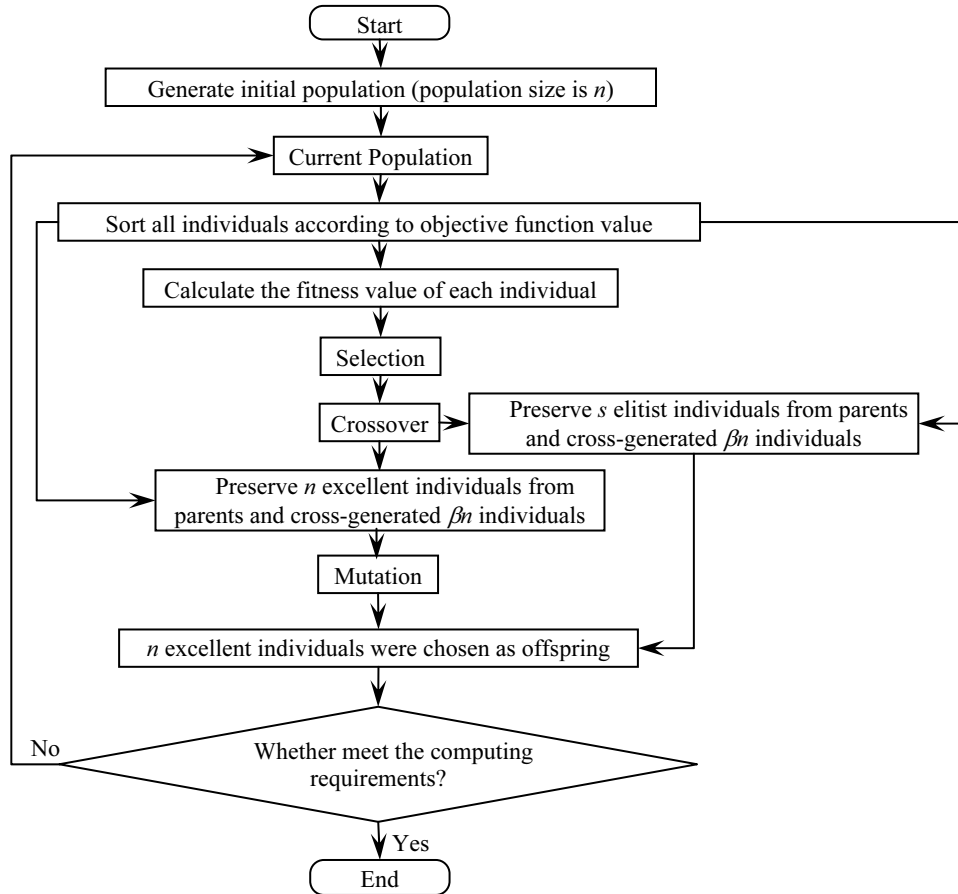 Start
Generate initial population (population size is n)
Current Population
Sort all individuals according to objective function value
Calculate the fitness value of each individual
Selection
Crossover
Preserve s elitist individuals from parents
and cross-generated βn individuals
Preserve n excellent individuals from
parents and cross-generated βn individuals
Mutation
n excellent individuals were chosen as offspring
Whether meet the computing
requirements?
No
Yes
End